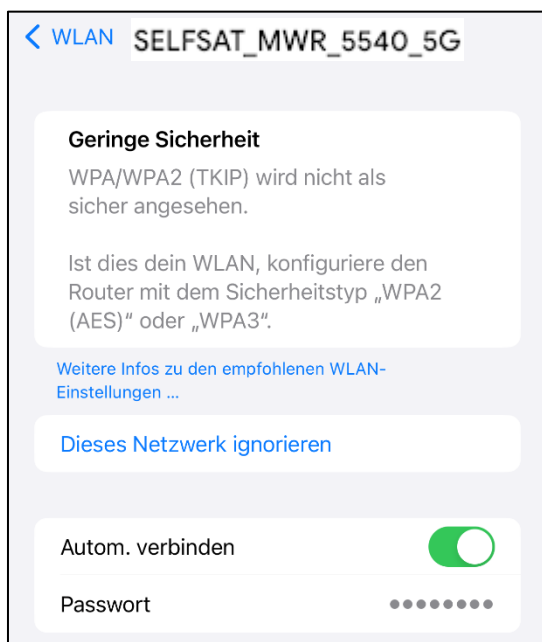 WLAN SELFSAT_MWR_5540_5G
Geringe Sicherheit
WPA/WPA2 (TKIP) wird nicht als
sicher angesehen.
Ist dies dein WLAN, konfiguriere den
Router mit dem Sicherheitstyp „WPA2
(AES)“ oder „WPA3“.
Weitere Infos zu den empfohlenen WLAN-
Einstellungen ...
Dieses Netzwerk ignorieren
Autom. verbinden
Passwort ●●●●●●●●